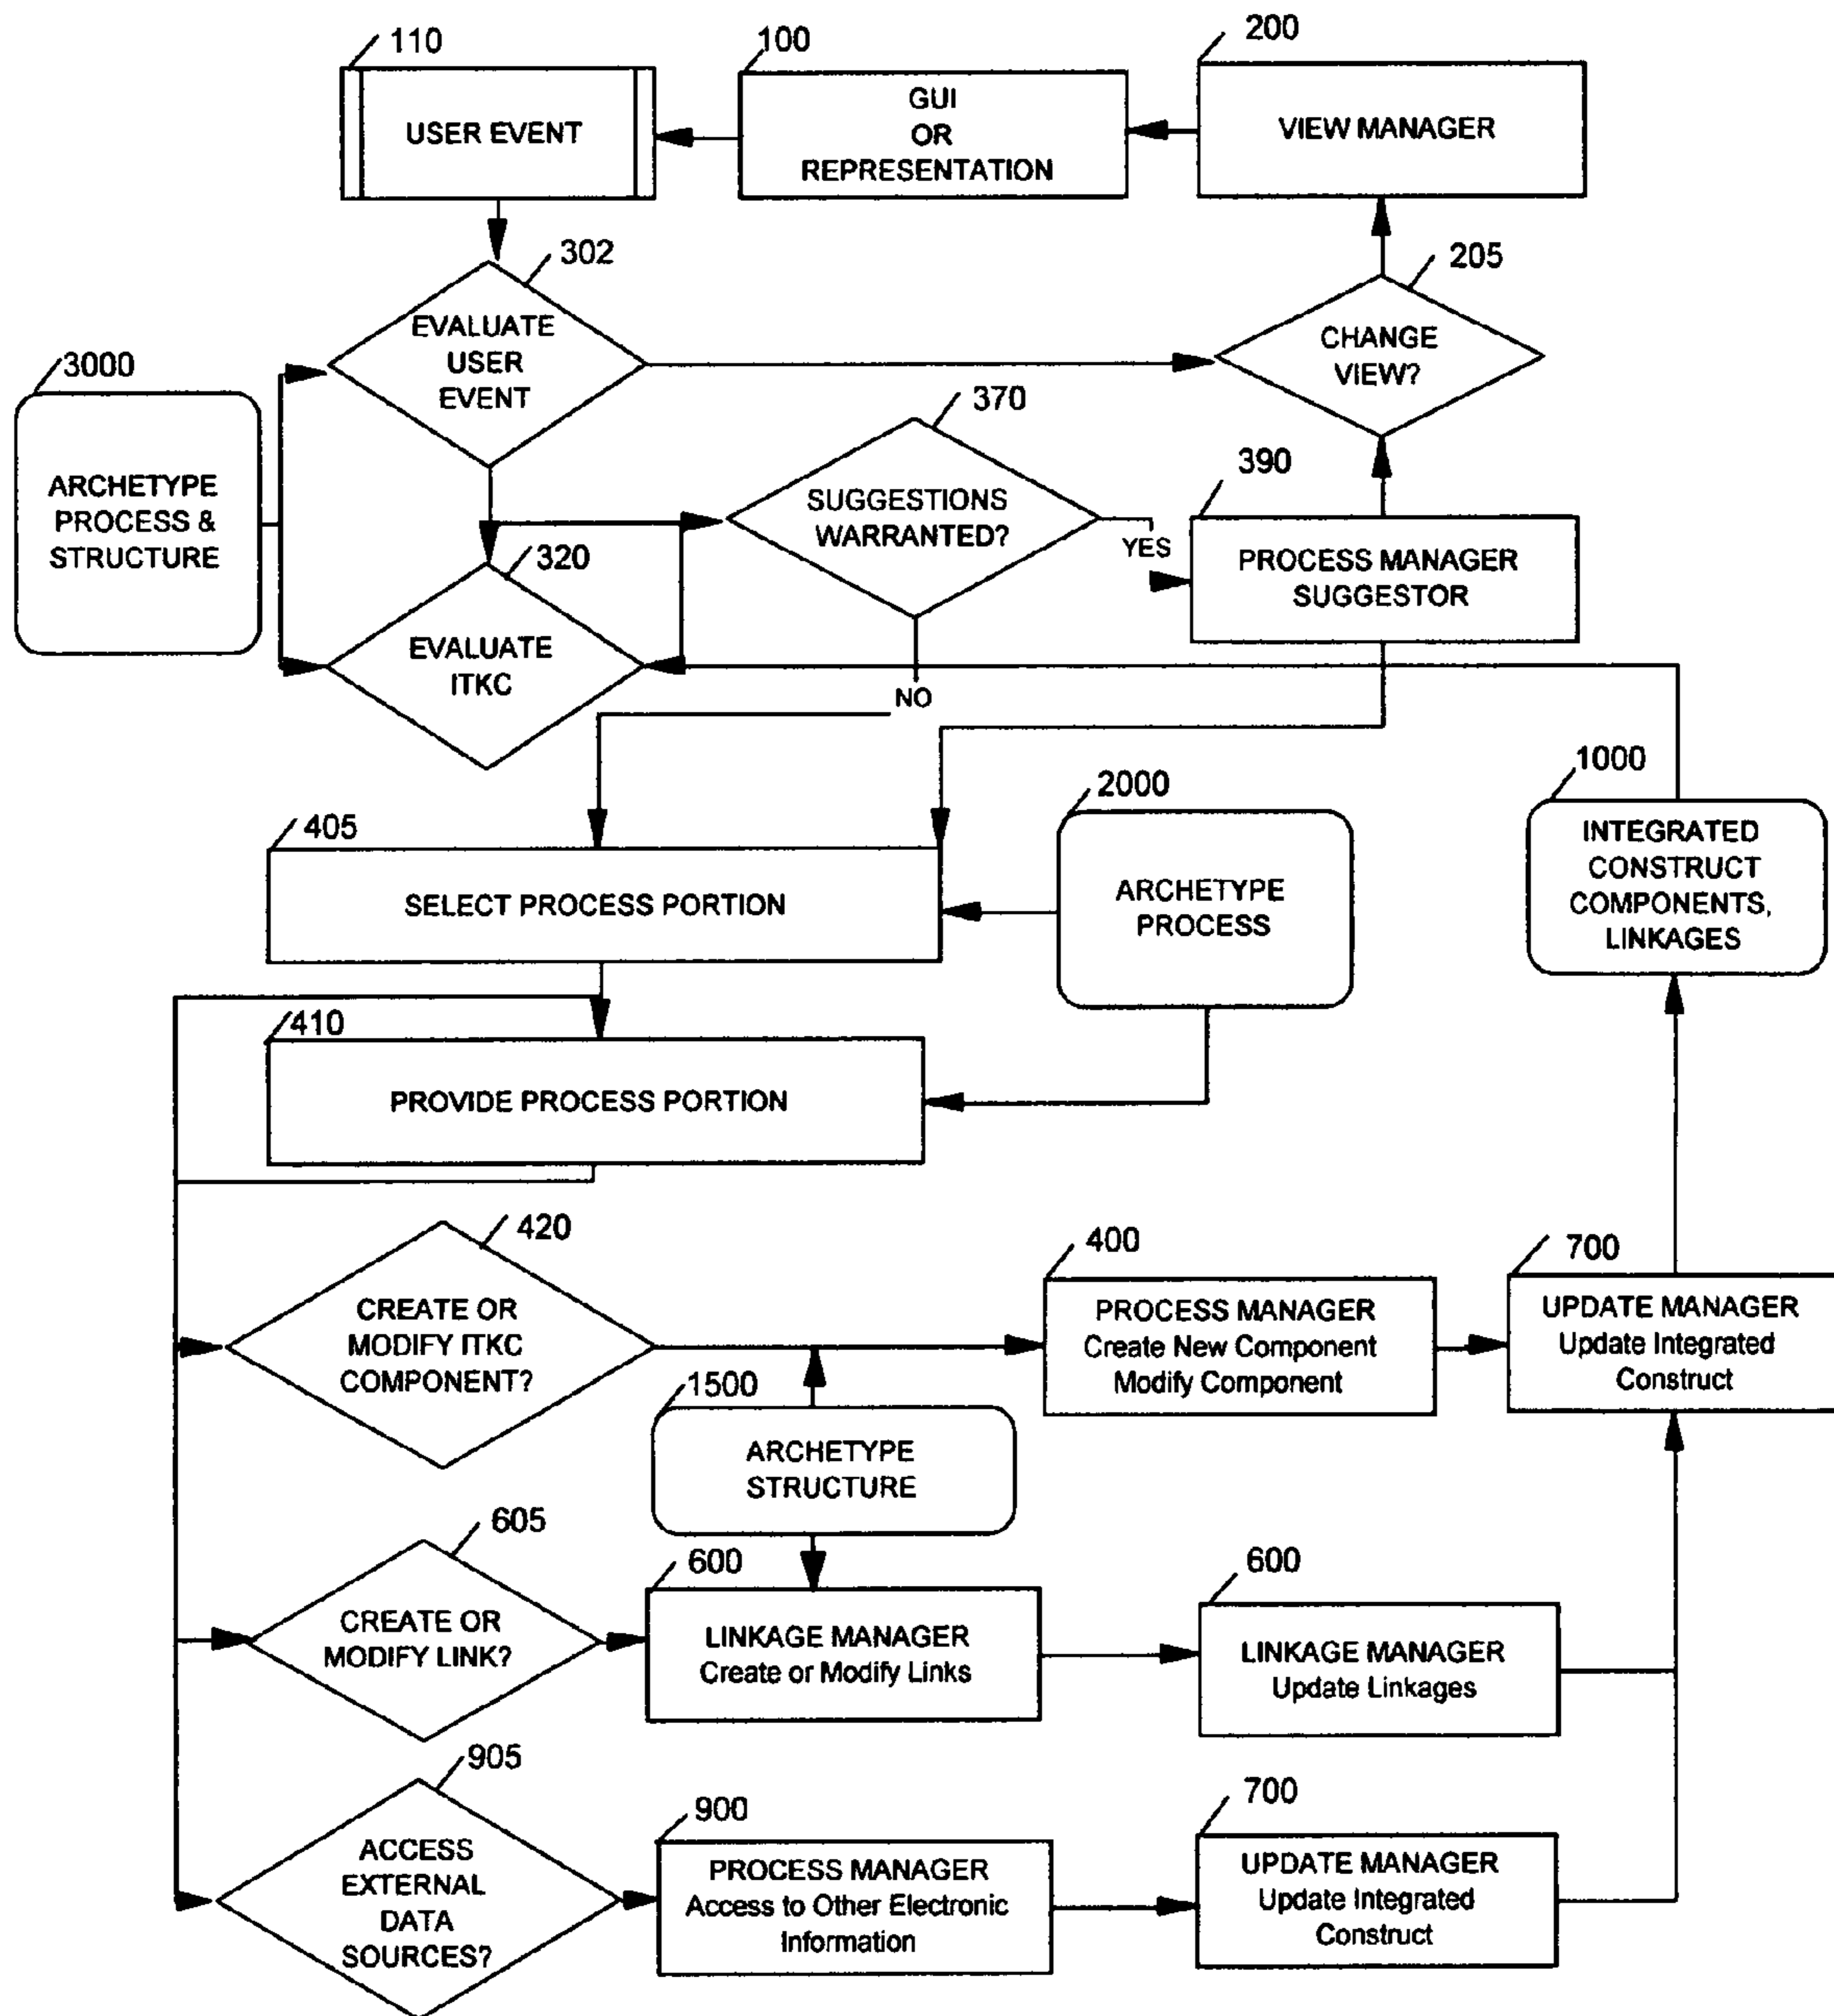 110
USER EVENT
100
GUI
OR
REPRESENTATION
200
VIEW MANAGER
302
EVALUATE
USER
EVENT
205
CHANGE
VIEW?
3000
ARCHETYPE
PROCESS &
STRUCTURE
370
SUGGESTIONS
WARRANTED?
YES
NO
390
PROCESS MANAGER
SUGGESTOR
320
EVALUATE
ITKC
405
SELECT PROCESS PORTION
2000
ARCHETYPE
PROCESS
1000
INTEGRATED
CONSTRUCT
COMPONENTS,
LINKAGES
410
PROVIDE PROCESS PORTION
420
CREATE OR
MODIFY ITKC
COMPONENT?
400
PROCESS MANAGER
Create New Component
Modify Component
700
UPDATE MANAGER
Update Integrated
Construct
1500
ARCHETYPE
STRUCTURE
605
CREATE OR
MODIFY LINK?
600
LINKAGE MANAGER
Create or Modify Links
600
LINKAGE MANAGER
Update Linkages
905
ACCESS
EXTERNAL
DATA
SOURCES?
900
PROCESS MANAGER
Access to Other Electronic
Information
700
UPDATE MANAGER
Update Integrated
Construct